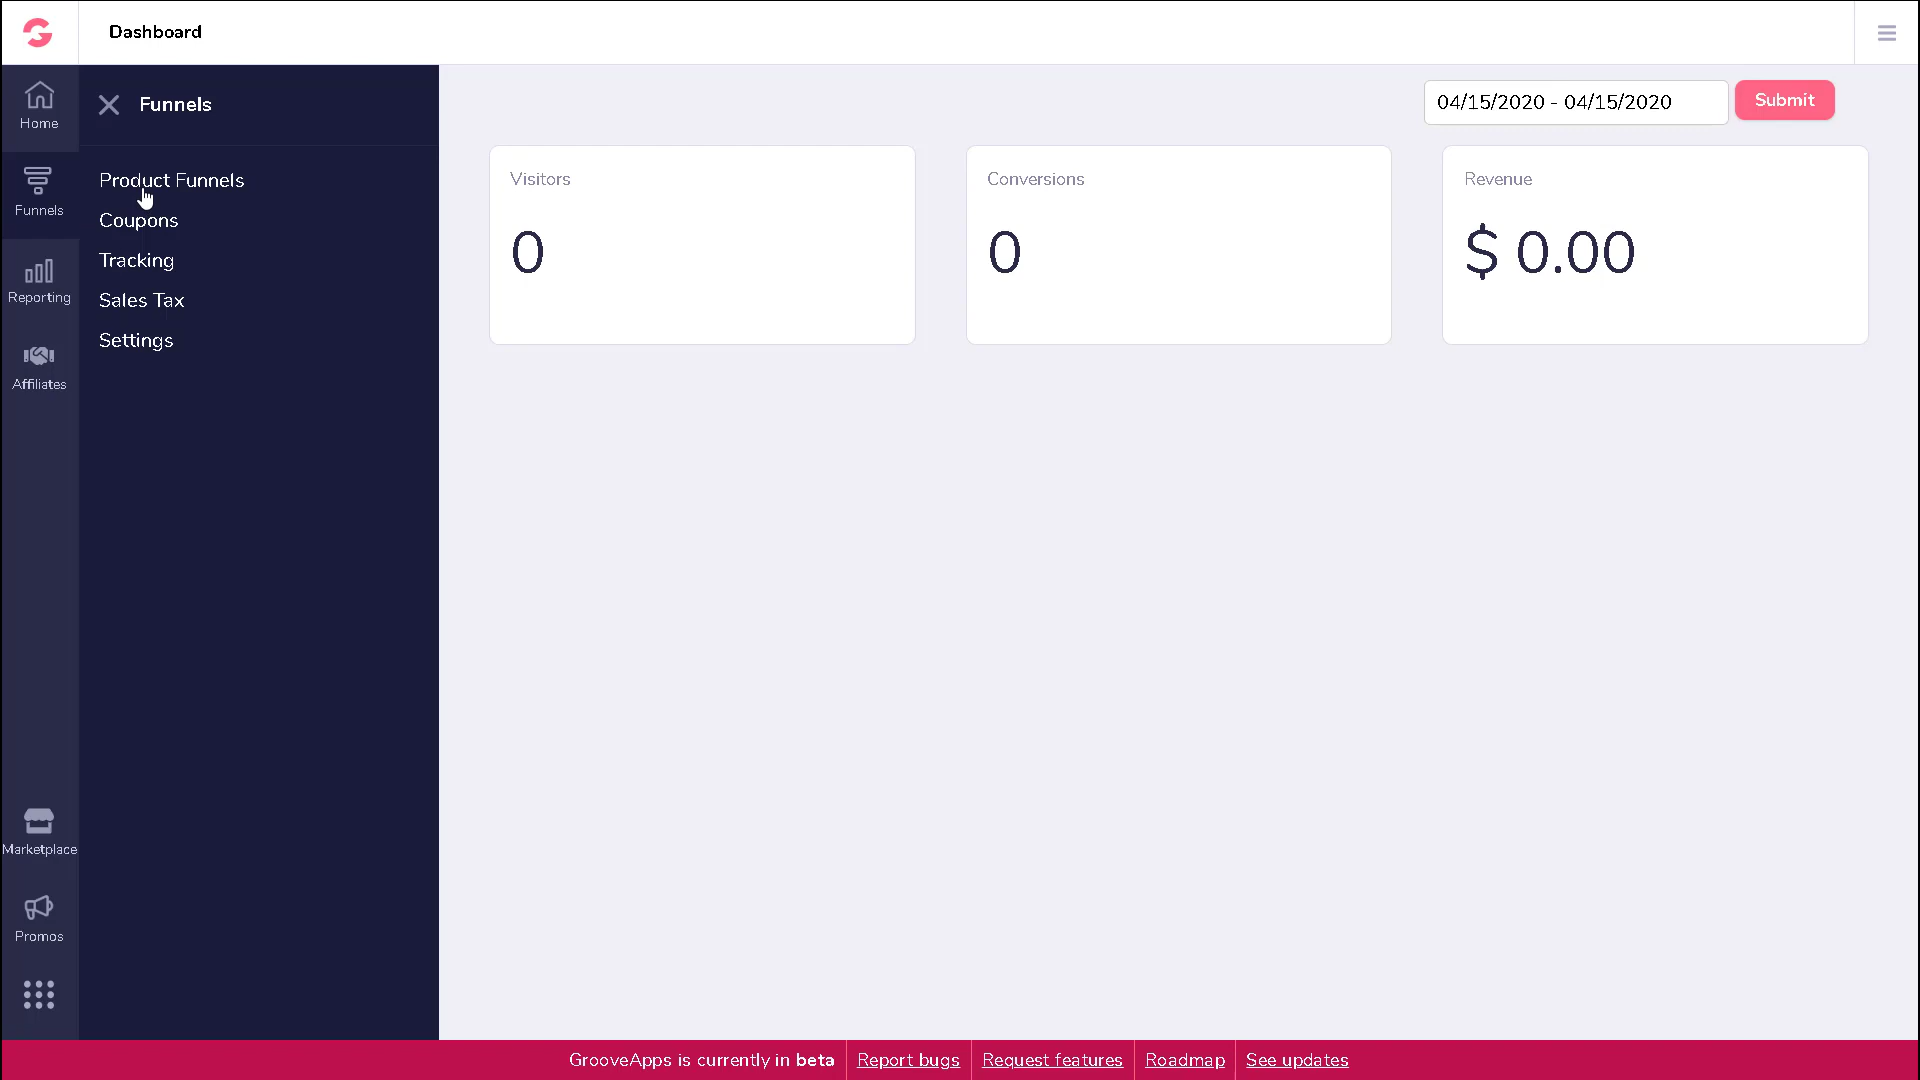 Dashboard
Home
Funnels
Reporting
Affiliates
Marketplace
Promos
Funnels
Product Funnels
Coupons
Tracking
Sales Tax
Settings
04/15/2020 - 04/15/2020
Submit
Visitors
0
Conversions
0
Revenue
$ 0.00
GrooveApps is currently in beta Report bugs Request features Roadmap See updates